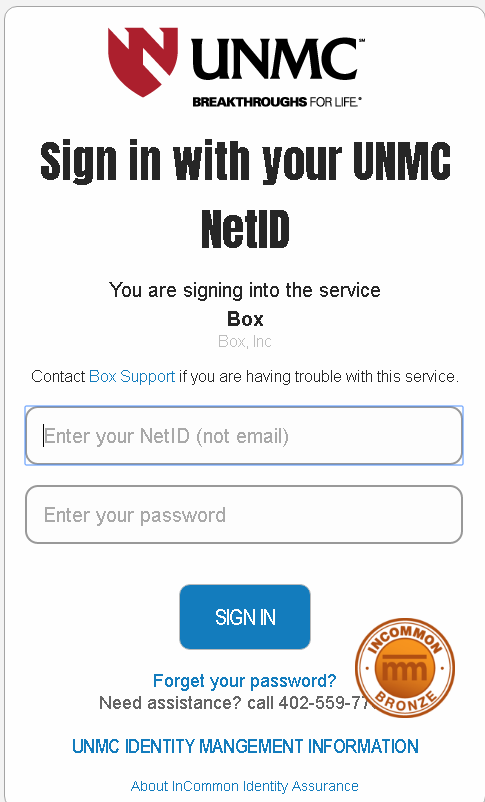 UNMC™
BREAKTHROUGHS FOR LIFE.®
Sign in with your UNMC
NetID
You are signing into the service
Box
Box, Inc
Contact Box Support if you are having trouble with this service.
Enter your NetID (not email)
Enter your password
SIGN IN
INCOMMON
BRONZE
Forget your password?
Need assistance? call 402-559-77
UNMC IDENTITY MANGEMENT INFORMATION
About InCommon Identity Assurance